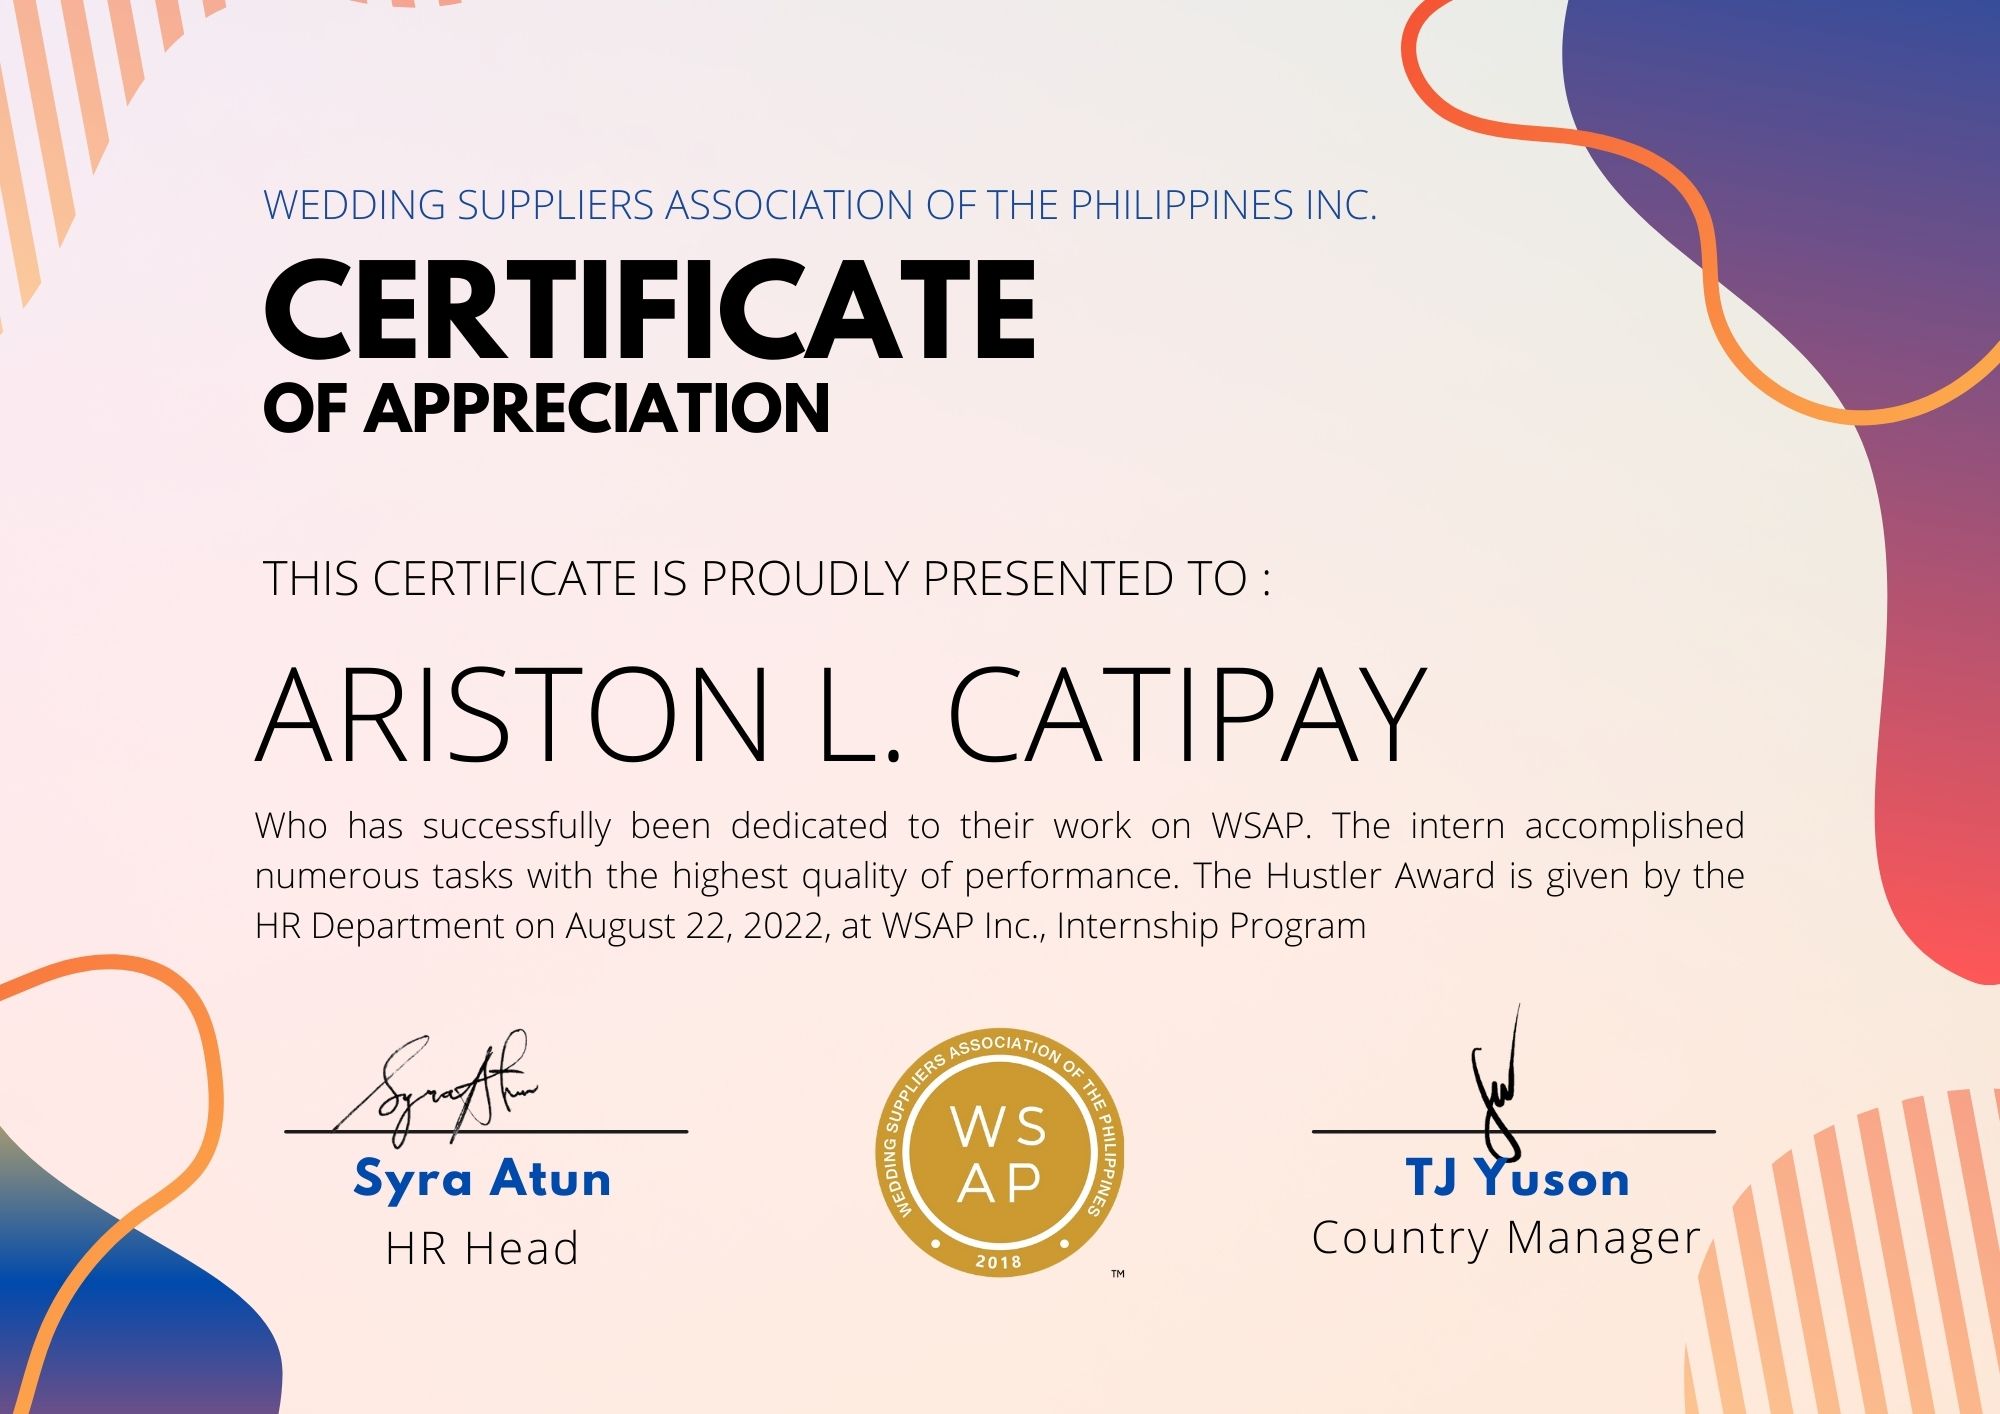 WEDDING SUPPLIERS ASSOCIATION OF THE PHILIPPINES INC.
CERTIFICATE
OF APPRECIATION
THIS CERTIFICATE IS PROUDLY PRESENTED TO :
ARISTON L. CATIPAY
Who has successfully been dedicated to their work on WSAP. The intern accomplished
numerous tasks with the highest quality of performance. The Hustler Award is given by the
HR Department on August 22, 2022, at WSAP Inc., Internship Program
Syra Atun
Syra Atun
HR Head
WEDDING SUPPLIERS ASSOCIATION OF THE PHILIPPINES
WS
AP
2018
TM
TJ Yuson
Country Manager